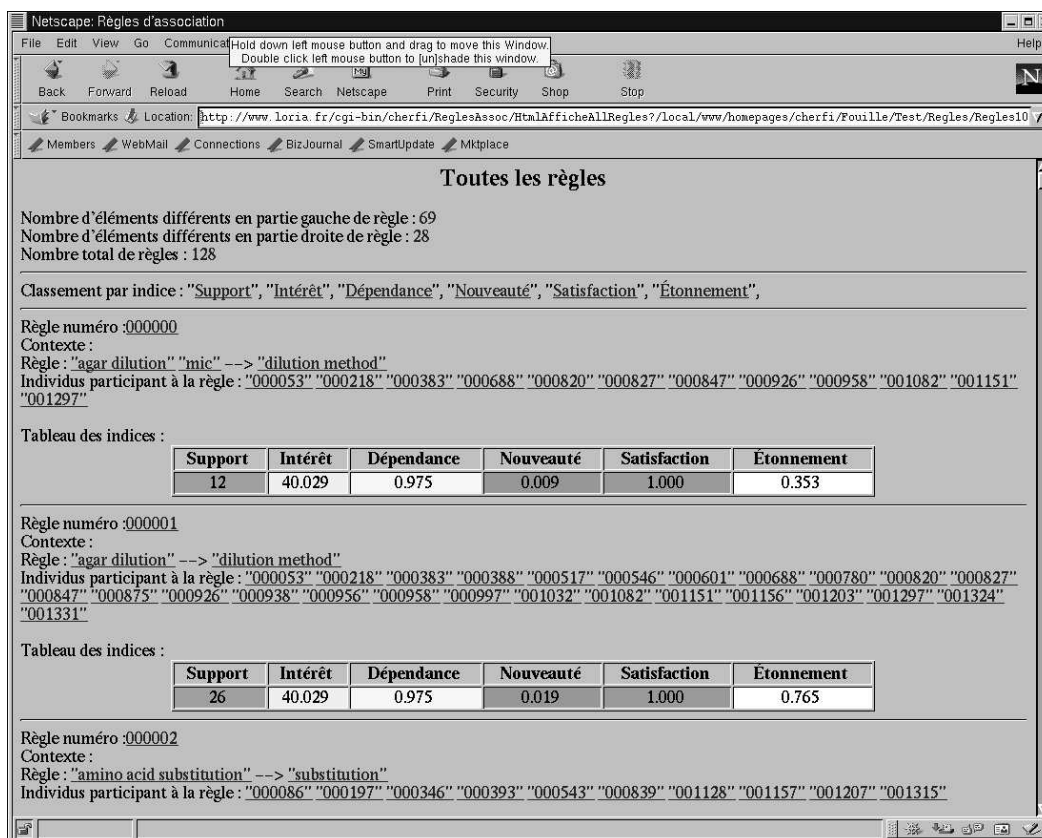 Netscape: Règles d'association
File Edit View Go Communicat Help
Hold down left mouse button and drag to move this Window.
Double click left mouse button to [un]shade this window.
Back Forward Reload Home Search Netscape Print Security Shop Stop
Bookmarks Location: http://www.loria.fr/cgi-bin/cherfi/ReglesAssoc/HtmlAfficheAllRegles?/local/www/homepages/cherfi/Fouille/Test/Regles/Regles10
Members WebMail Connections BizJournal SmartUpdate Mktplace
Toutes les règles
Nombre d'éléments différents en partie gauche de règle : 69
Nombre d'éléments différents en partie droite de règle : 28
Nombre total de règles : 128
Classement par indice : "Support", "Intérêt", "Dépendance", "Nouveauté", "Satisfaction", "Étonnement",
Règle numéro :000000
Contexte :
Règle : "agar dilution" "mic" --> "dilution method"
Individus participant à la règle : "000053" "000218" "000383" "000688" "000820" "000827" "000847" "000926" "000958" "001082" "001151"
"001297"
Tableau des indices :
Support Intérêt Dépendance Nouveauté Satisfaction Étonnement
12 40.029 0.975 0.009 1.000 0.353
Règle numéro :000001
Contexte :
Règle : "agar dilution" --> "dilution method"
Individus participant à la règle : "000053" "000218" "000383" "000388" "000517" "000546" "000601" "000688" "000780" "000820" "000827"
"000847" "000875" "000926" "000938" "000956" "000958" "000997" "001032" "001082" "001151" "001156" "001203" "001297" "001324"
"001331"
Tableau des indices :
Support Intérêt Dépendance Nouveauté Satisfaction Étonnement
26 40.029 0.975 0.019 1.000 0.765
Règle numéro :000002
Contexte :
Règle : "amino acid substitution" --> "substitution"
Individus participant à la règle : "000086" "000197" "000346" "000393" "000543" "000839" "001128" "001157" "001207" "001315"